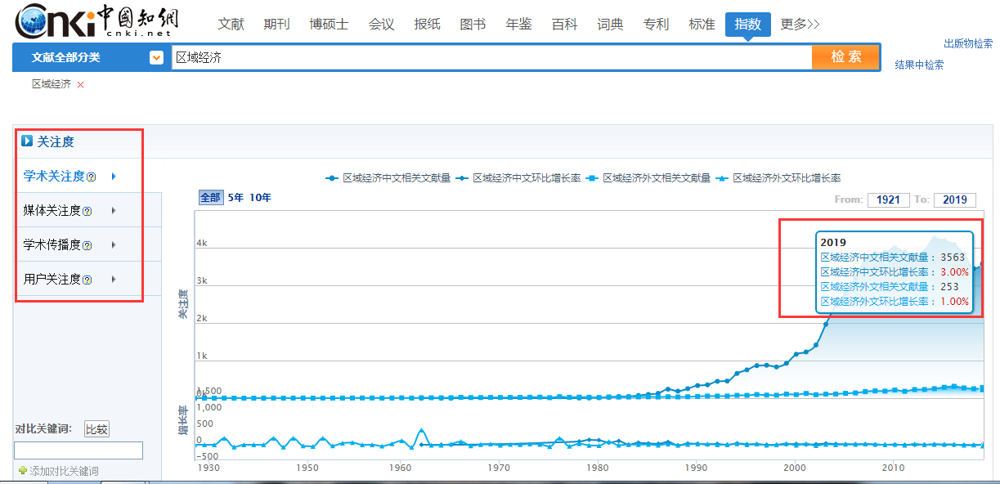 cnki 中國知網
cnki.net
文献 期刊 博硕士 会议 报纸 图书 年鉴 百科 词典 专利 标准 指数 更多>>
文献全部分类 区域经济 检索
出版物检索
结果中检索
区域经济 ×
关注度
学术关注度
媒体关注度
学术传播度
用户关注度
区域经济中文相关文献量 区域经济中文环比增长率 区域经济外文相关文献量 区域经济外文环比增长率
全部 5年 10年
From: 1921 To: 2019
4k
3k
2k
1k
0k
关注度
2019
区域经济中文相关文献量： 3563
区域经济中文环比增长率： 3.00%
区域经济外文相关文献量： 253
区域经济外文环比增长率： 1.00%
1,500
1,000
500
0
-500
增长率
1930 1950 1960 1970 1980 1990 2000 2010
对比关键词: 比较
添加对比关键词